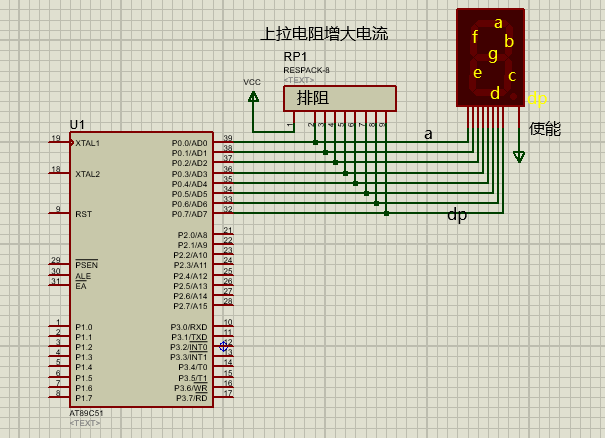 上拉电阻增大电流
RP1
RESPACK-8
<TEXT>
VCC
排阻
1 2 3 4 5 6 7 8 9
a
f
b
g
e
c
d
dp
使能
a
dp
U1
19 XTAL1
18 XTAL2
9 RST
29 PSEN
30 ALE
31 EA
1 P1.0
2 P1.1
3 P1.2
4 P1.3
5 P1.4
6 P1.5
7 P1.6
8 P1.7
P0.0/AD0 39
P0.1/AD1 38
P0.2/AD2 37
P0.3/AD3 36
P0.4/AD4 35
P0.5/AD5 34
P0.6/AD6 33
P0.7/AD7 32
P2.0/A8 21
P2.1/A9 22
P2.2/A10 23
P2.3/A11 24
P2.4/A12 25
P2.5/A13 26
P2.6/A14 27
P2.7/A15 28
P3.0/RXD 10
P3.1/TXD 11
P3.2/INT0 12
P3.3/INT1 13
P3.4/T0 14
P3.5/T1 15
P3.6/WR 16
P3.7/RD 17
AT89C51
<TEXT>